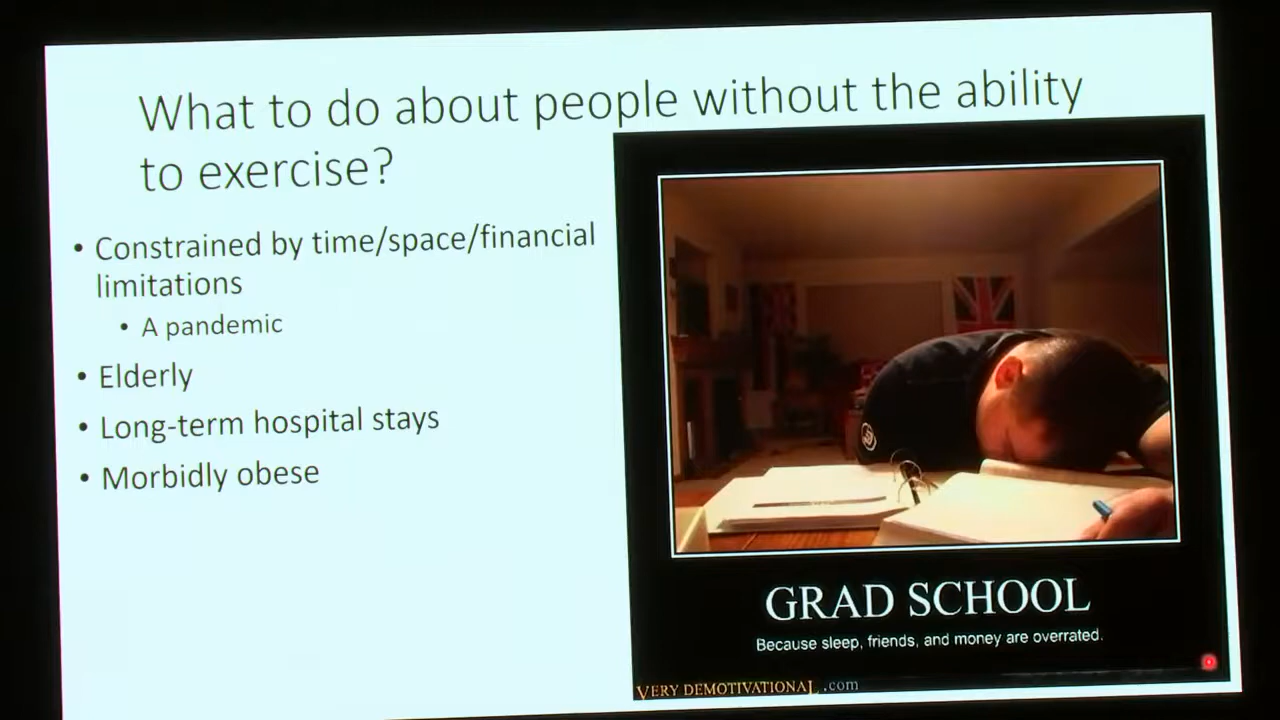 What to do about people without the ability
to exercise?
• Constrained by time/space/financial
limitations
• A pandemic
• Elderly
• Long-term hospital stays
• Morbidly obese
GRAD SCHOOL
Because sleep, friends, and money are overrated.
VERY DEMOTIVATIONAL .com